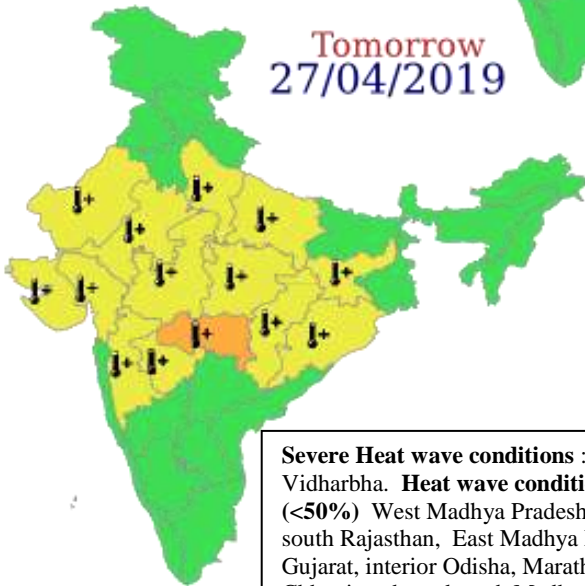 Tomorrow
27/04/2019
Severe Heat wave conditions :
Vidharbha. Heat wave conditi
(<50%) West Madhya Pradesh
south Rajasthan, East Madhya
Gujarat, interior Odisha, Marath